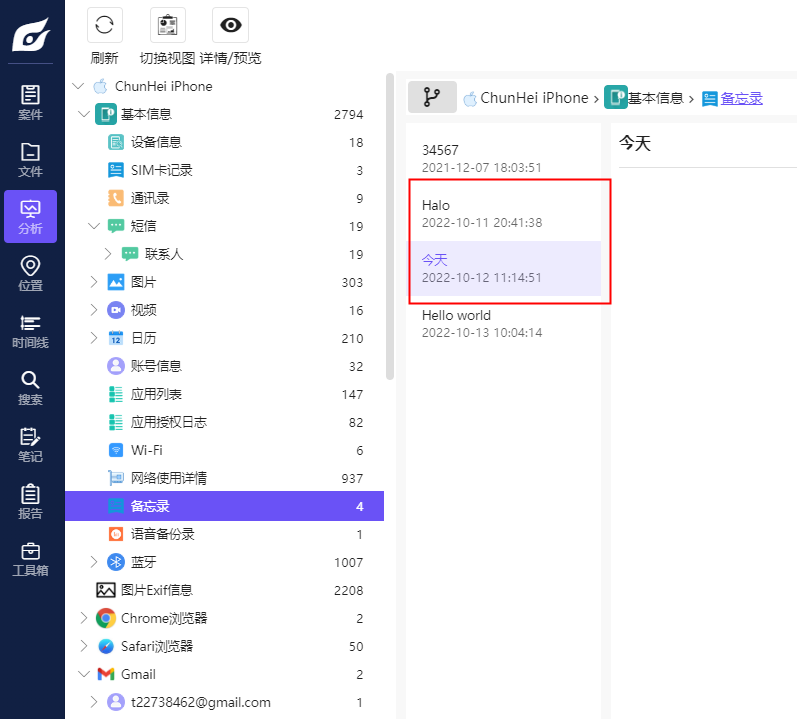 刷新 切换视图 详情/预览
案件
文件
分析
位置
时间线
搜索
笔记
报告
工具箱
ChunHei iPhone
基本信息 2794
设备信息 18
SIM卡记录 3
通讯录 9
短信 19
联系人 19
图片 303
视频 16
日历 210
账号信息 32
应用列表 147
应用授权日志 82
Wi-Fi 6
网络使用详情 937
备忘录 4
语音备份录 1
蓝牙 1007
图片Exif信息 2208
Chrome浏览器 2
Safari浏览器 50
Gmail 2
t22738462@gmail.com 1
ChunHei iPhone › 基本信息 › 备忘录
34567
2021-12-07 18:03:51
Halo
2022-10-11 20:41:38
今天
2022-10-12 11:14:51
Hello world
2022-10-13 10:04:14
今天